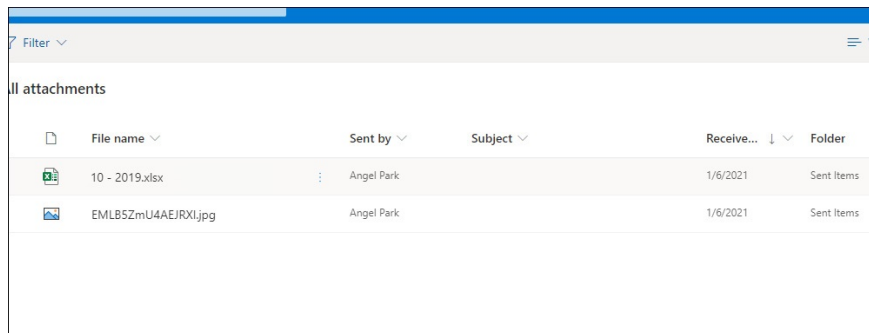 Filter
All attachments
File name Sent by Subject Receive... ↓ Folder
10 - 2019.xlsx Angel Park 1/6/2021 Sent Items
EMLB5ZmU4AEJRXI.jpg Angel Park 1/6/2021 Sent Items